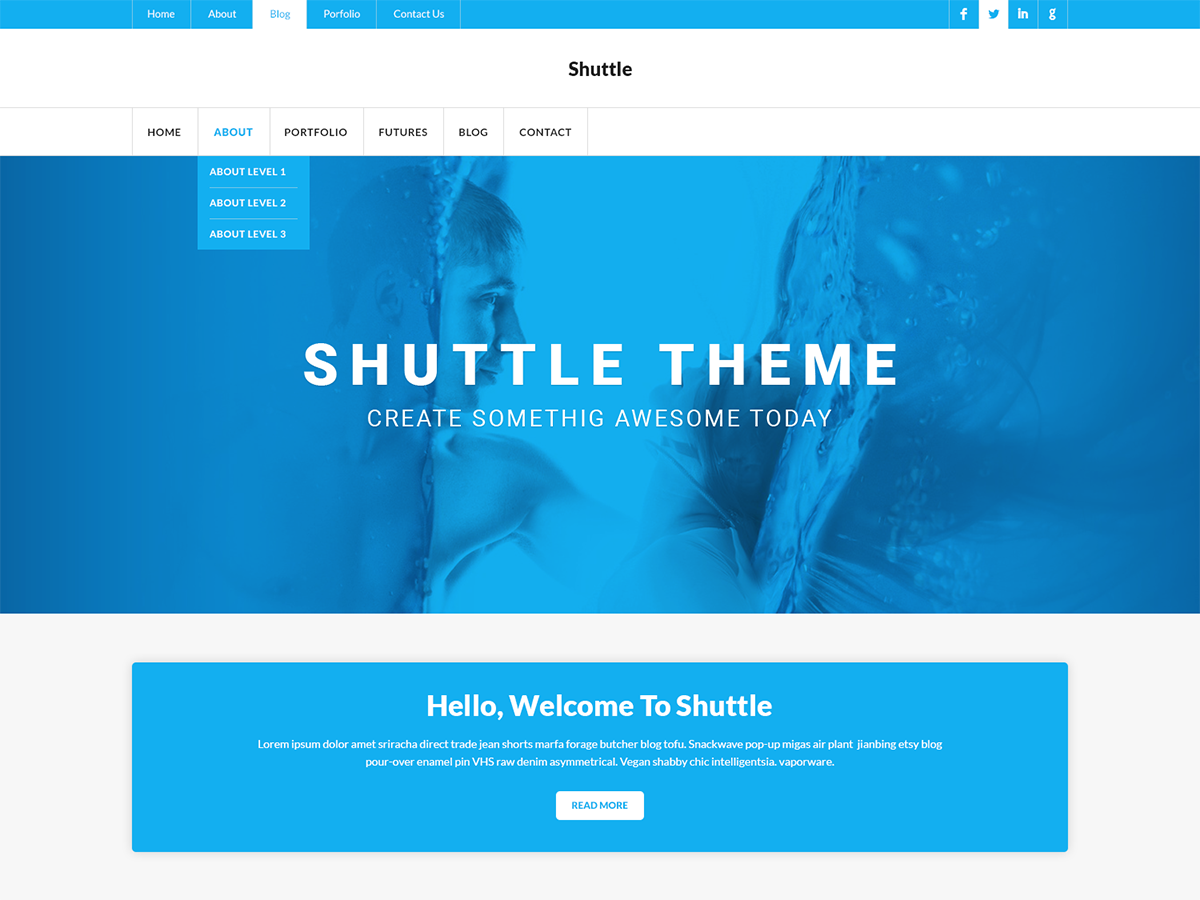 Home About Blog Porfolio Contact Us
Shuttle
HOME ABOUT PORTFOLIO FUTURES BLOG CONTACT
ABOUT LEVEL 1
ABOUT LEVEL 2
ABOUT LEVEL 3
SHUTTLE THEME
CREATE SOMETHIG AWESOME TODAY
Hello, Welcome To Shuttle
Lorem ipsum dolor amet sriracha direct trade jean shorts marfa forage butcher blog tofu. Snackwave pop-up migas air plant jianbing etsy blog
pour-over enamel pin VHS raw denim asymmetrical. Vegan shabby chic intelligentsia. vaporware.
READ MORE